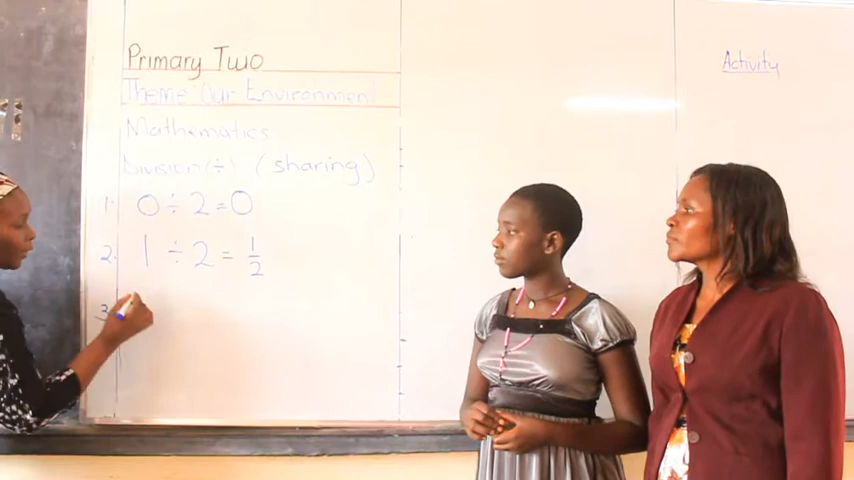 Primary Two
Theme: Our Environment
Mathematics
Division (÷) (sharing)
1. 0 ÷ 2 = 0
2. 1 ÷ 2 = 1/2
3
Activity